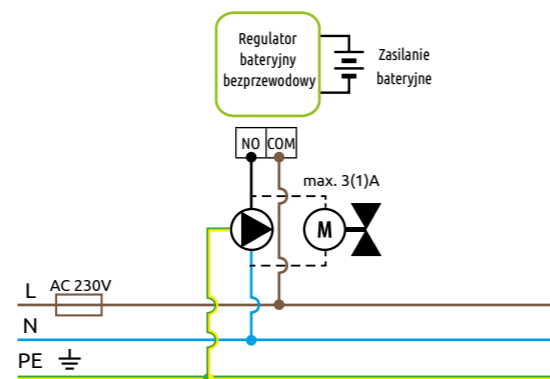 Regulator
bateryjny
bezprzewodowy
Zasilanie
bateryjne
NO COM
max. 3(1)A
M
L AC 230V
N
PE